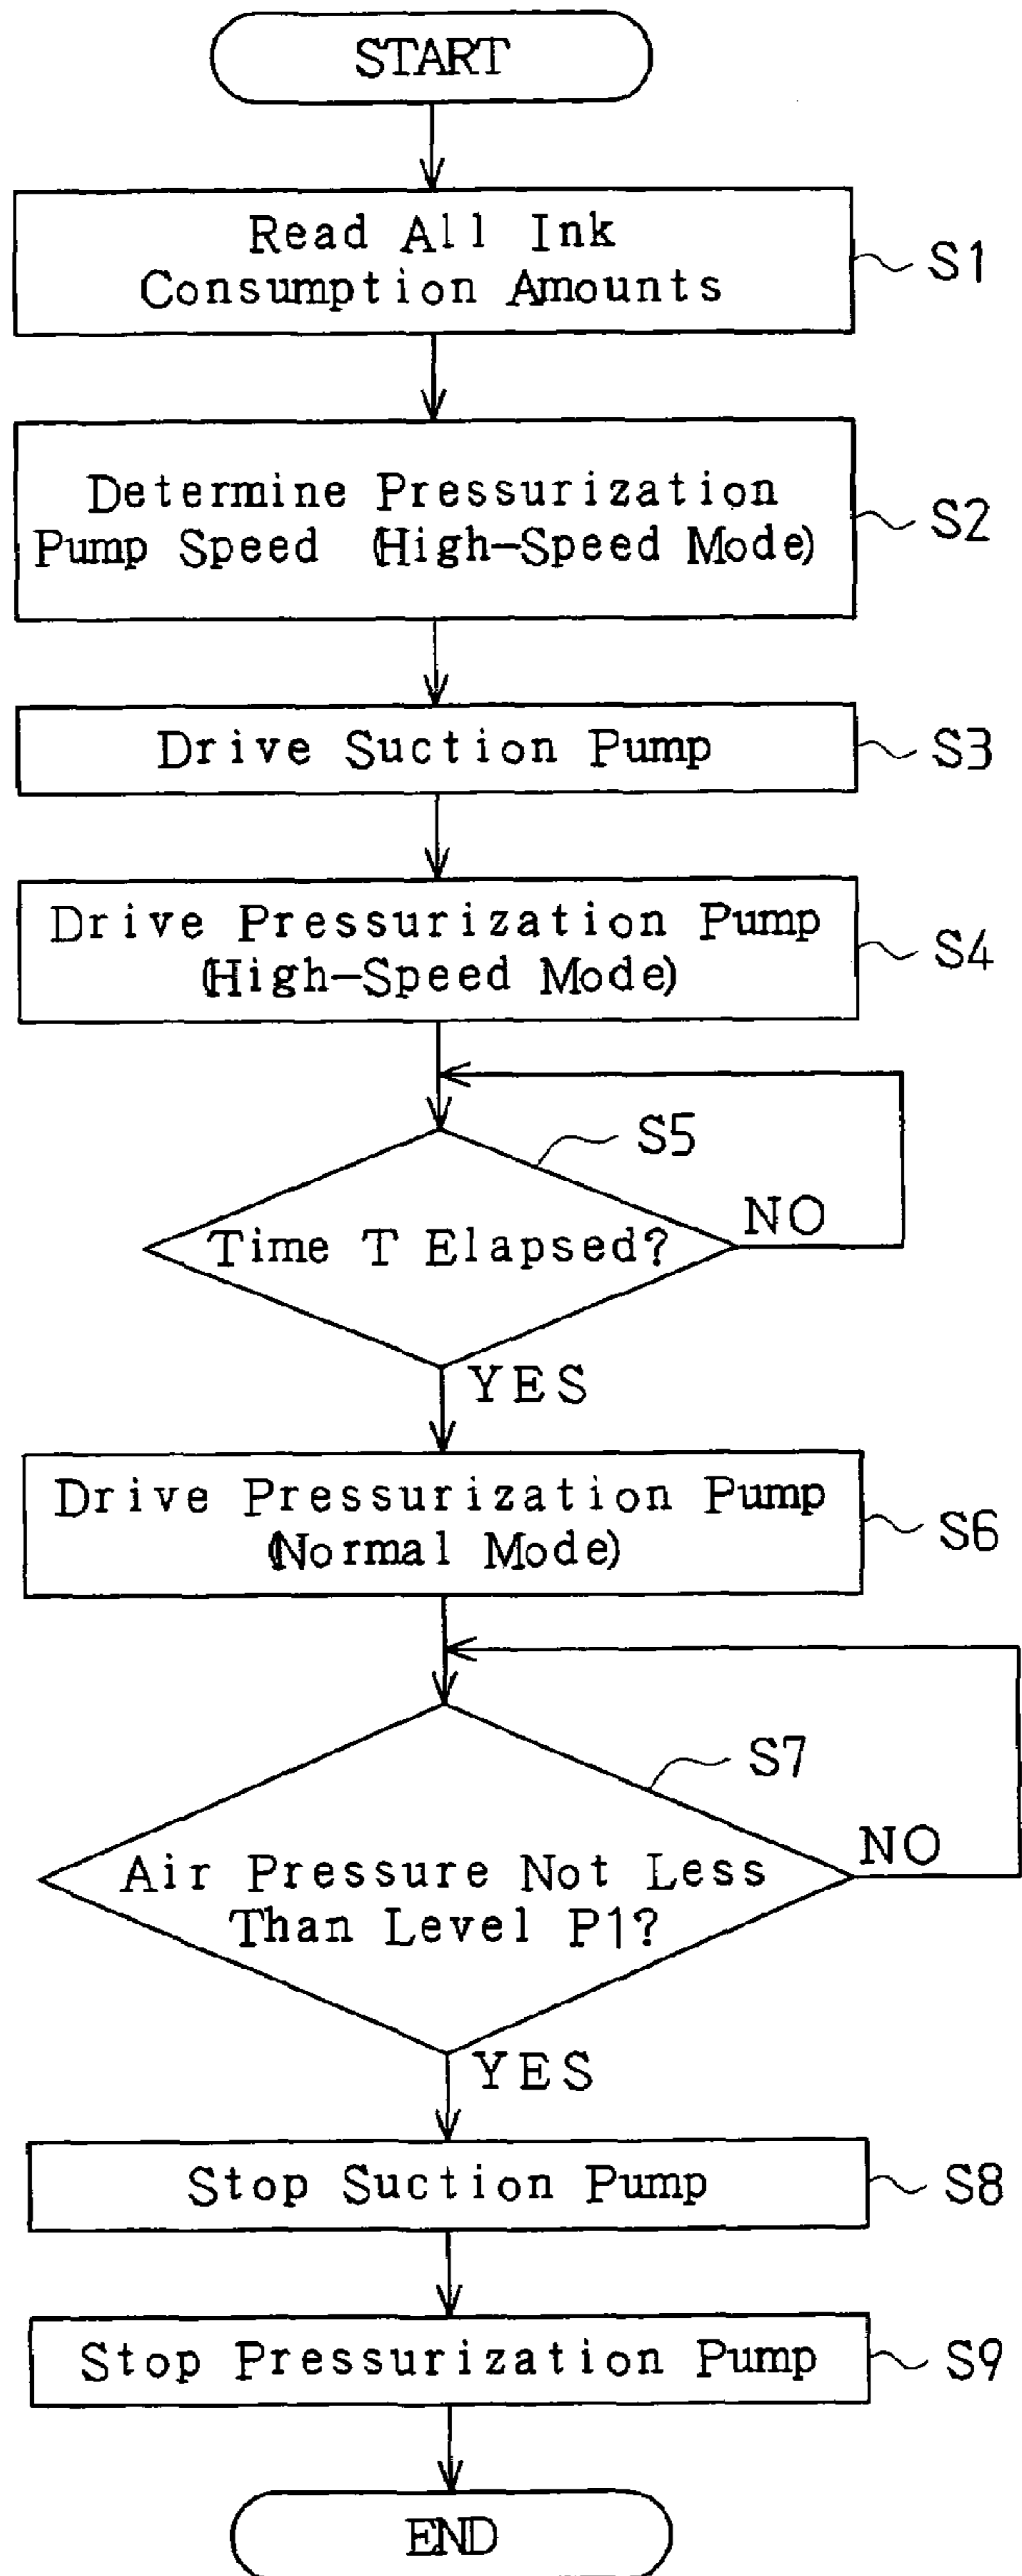 START
Read All Ink
Consumption Amounts
S1
Determine Pressurization
Pump Speed (High-Speed Mode)
S2
Drive Suction Pump
S3
Drive Pressurization Pump
(High-Speed Mode)
S4
S5
Time T Elapsed?
NO
YES
Drive Pressurization Pump
(Normal Mode)
S6
S7
Air Pressure Not Less
Than Level P1?
NO
YES
Stop Suction Pump
S8
Stop Pressurization Pump
S9
END